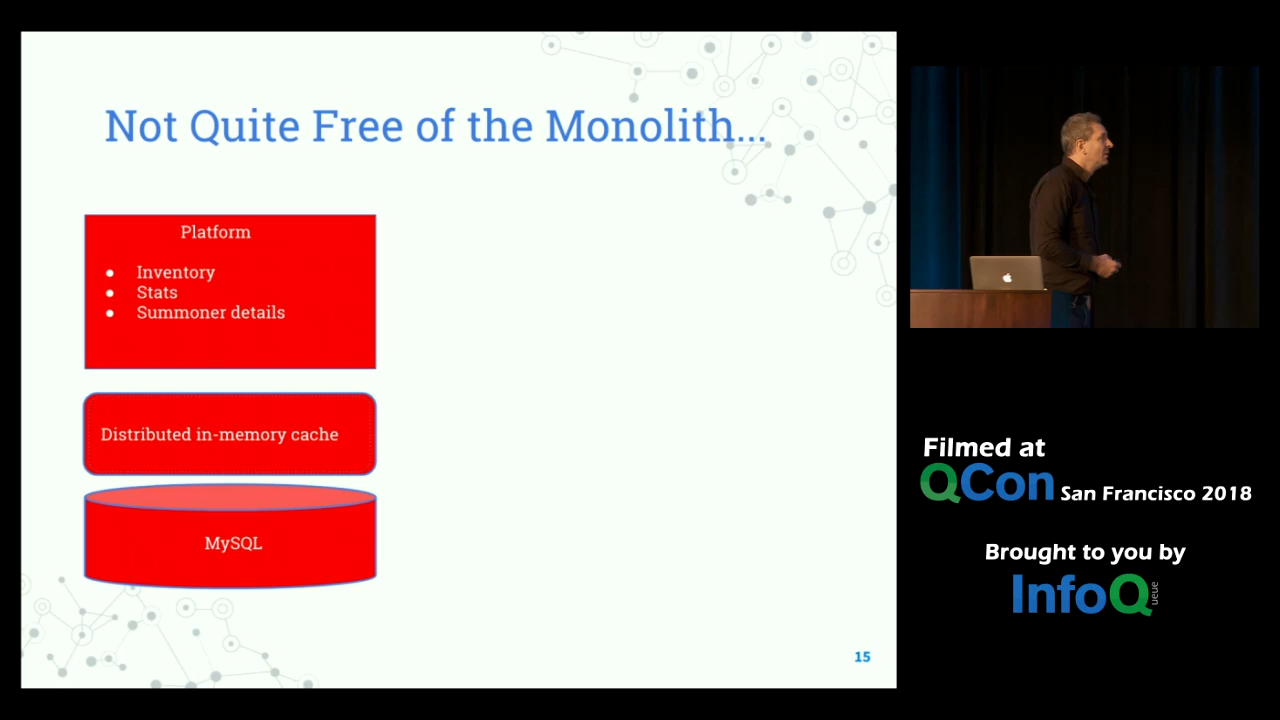 Not Quite Free of the Monolith...
Platform
● Inventory
● Stats
● Summoner details
Distributed in-memory cache
MySQL
15
Filmed at
QCon San Francisco 2018
Brought to you by
InfoQueue